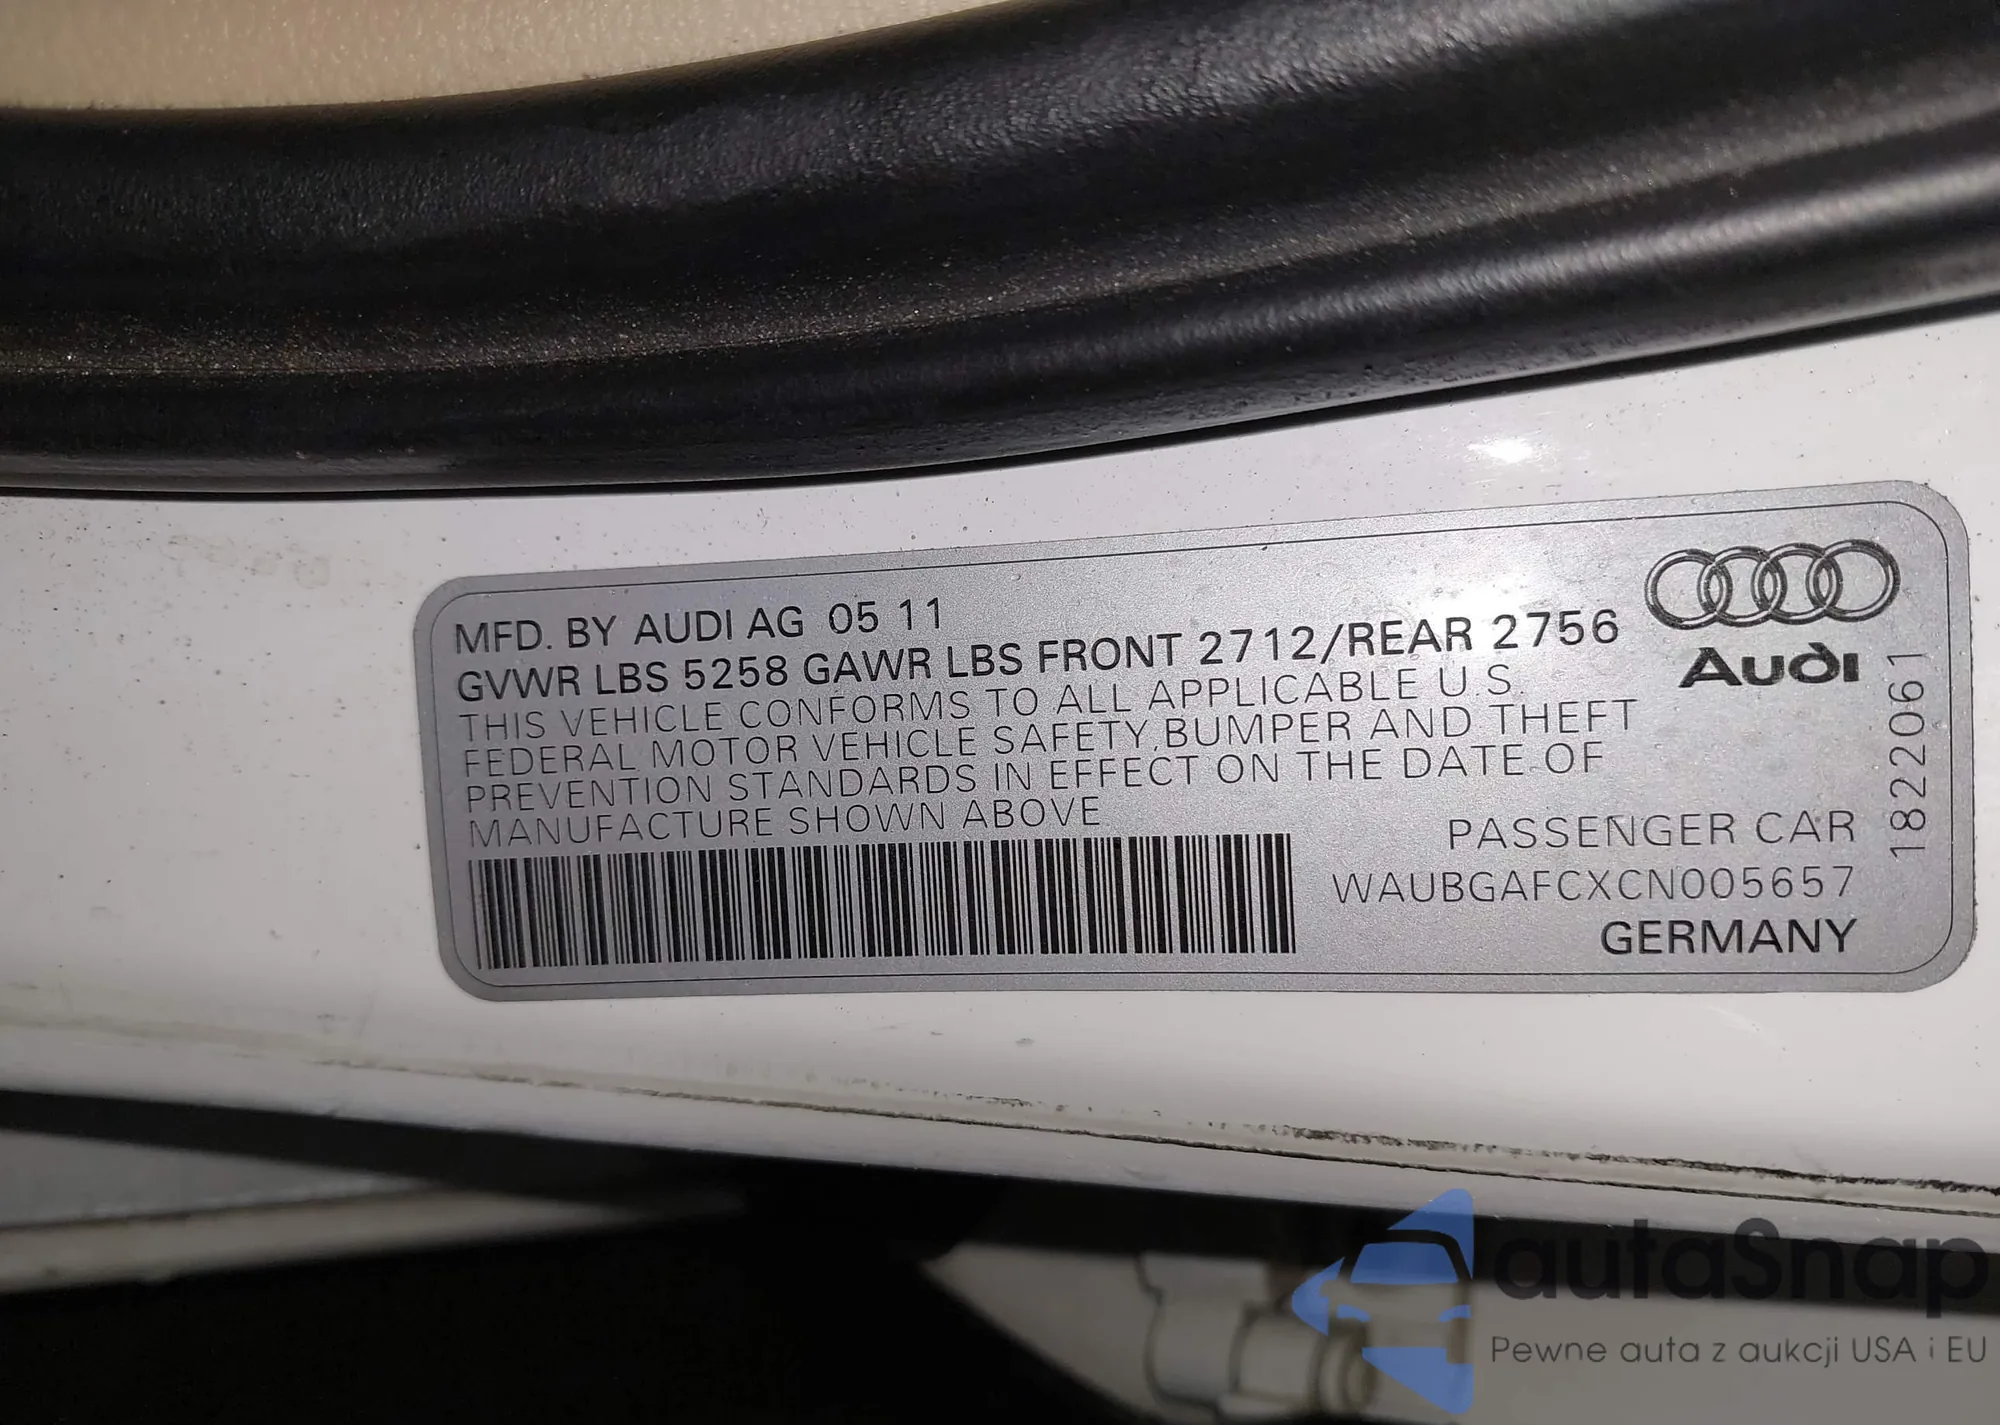 MFD. BY AUDI AG 05 11
GVWR LBS 5258 GAWR LBS FRONT 2712/REAR 2756
THIS VEHICLE CONFORMS TO ALL APPLICABLE U.S.
FEDERAL MOTOR VEHICLE SAFETY, BUMPER AND THEFT
PREVENTION STANDARDS IN EFFECT ON THE DATE OF
MANUFACTURE SHOWN ABOVE
Audi
1822061
PASSENGER CAR
WAUBGAFCXCN005657
GERMANY
autaSnap
Pewne auta z aukcji USA i EU